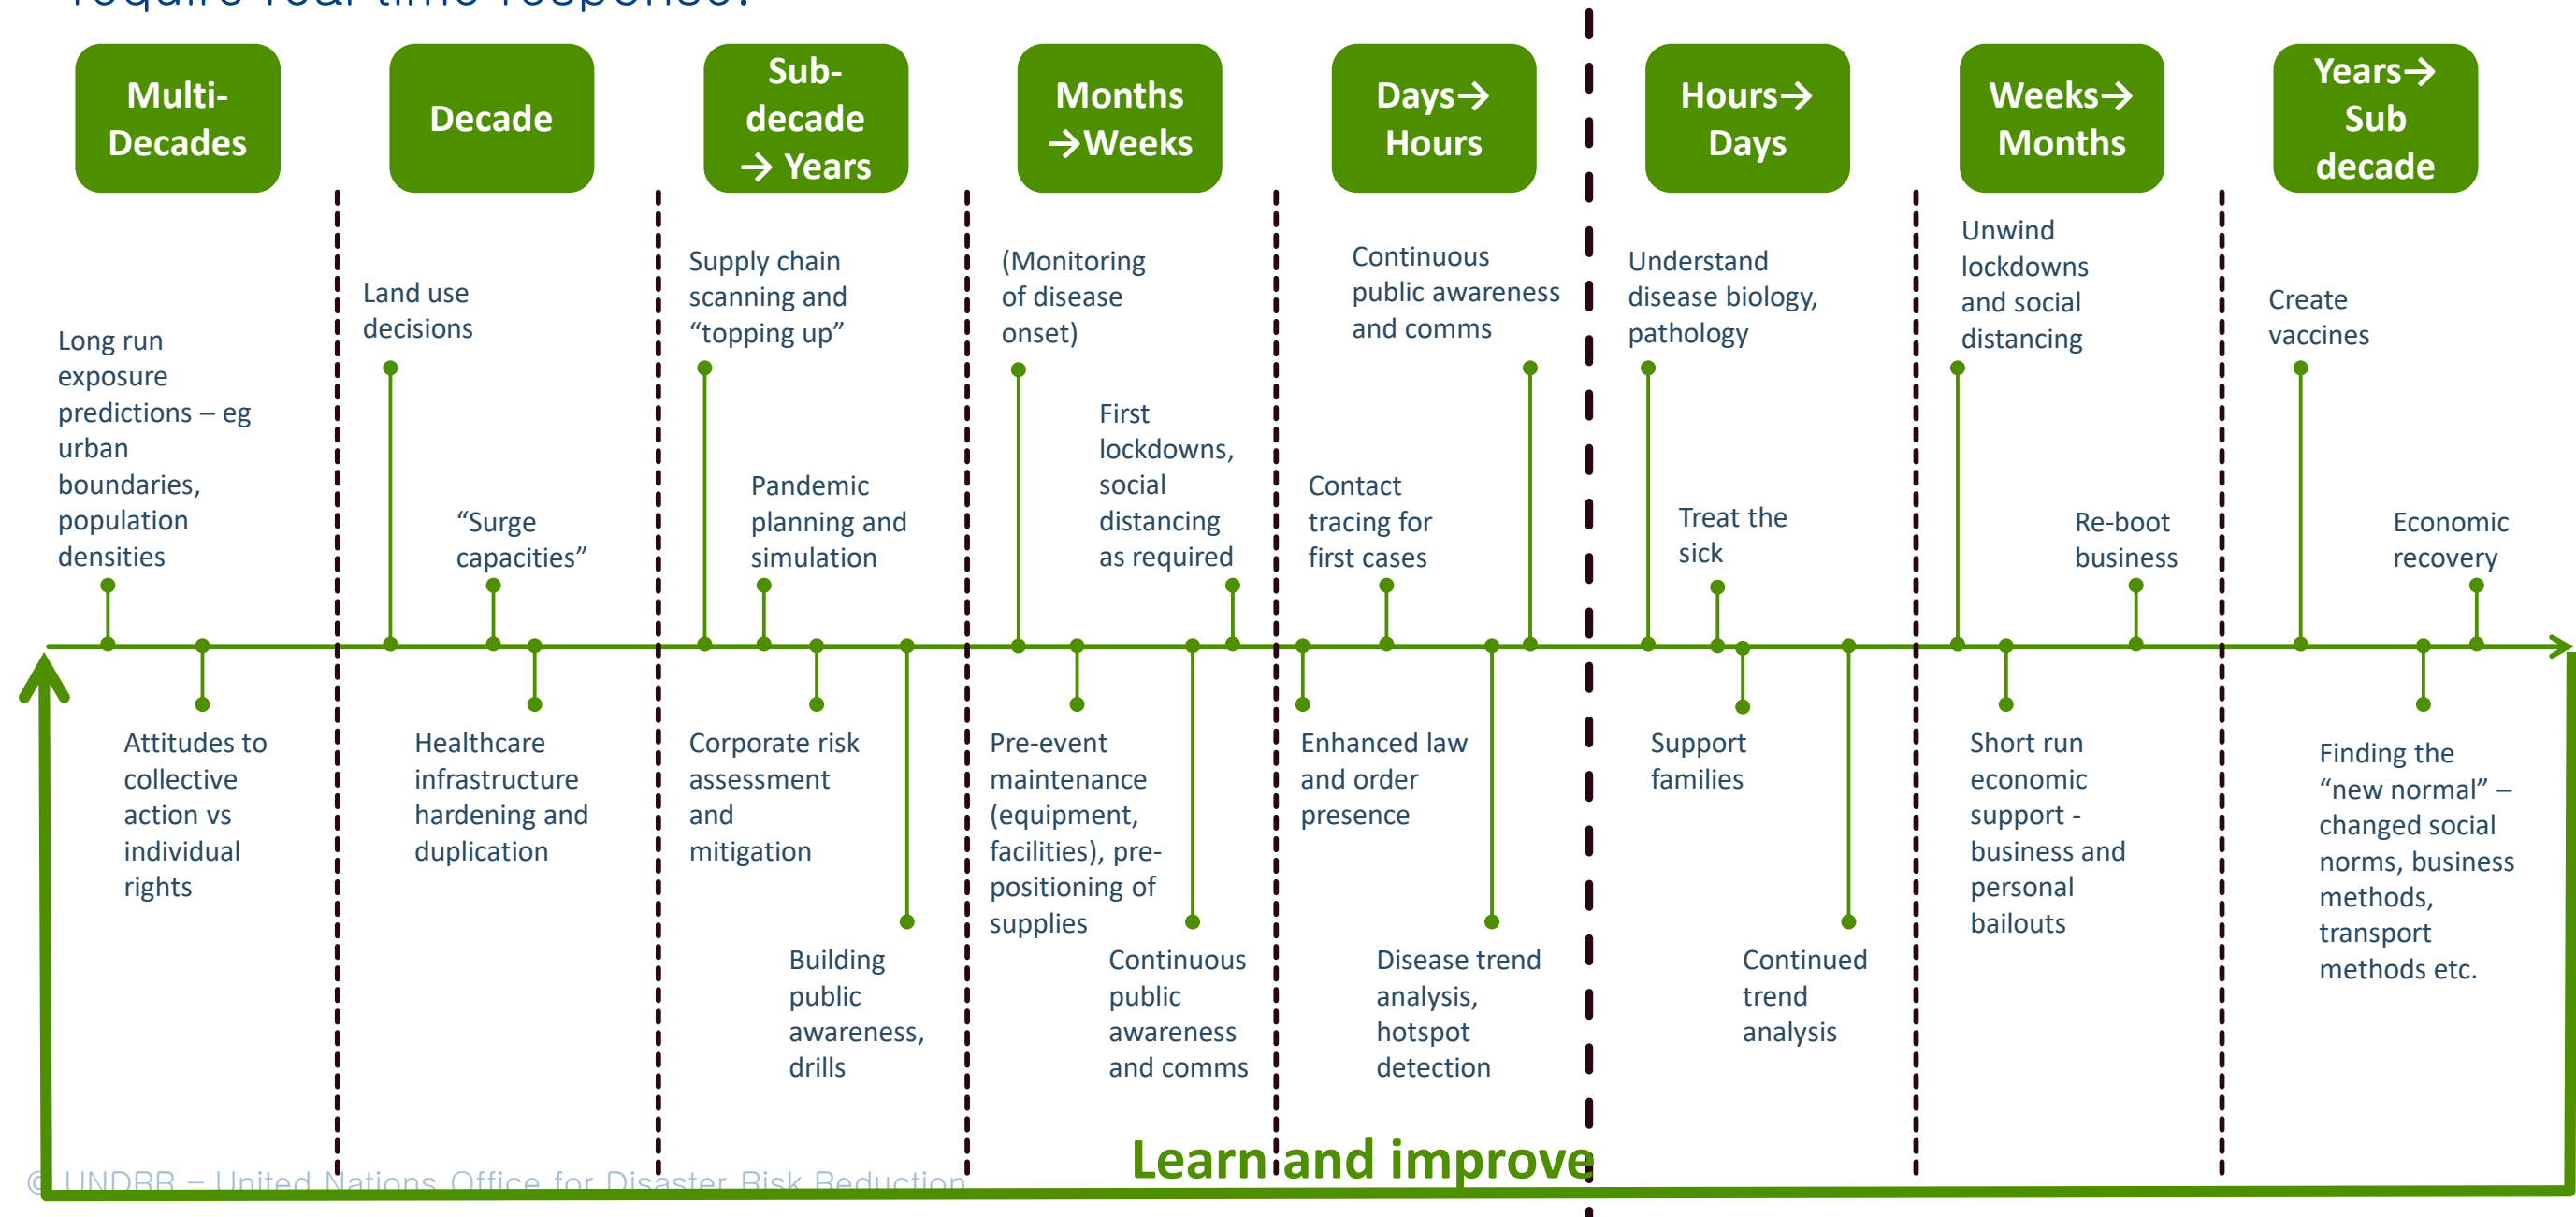 require real time response.
Multi-
Decades
Decade
Sub-
decade
→ Years
Months
→Weeks
Days→
Hours
Hours→
Days
Weeks→
Months
Years→
Sub
decade
Long run
exposure
predictions – eg
urban
boundaries,
population
densities
Attitudes to
collective
action vs
individual
rights
Land use
decisions
“Surge
capacities”
Healthcare
infrastructure
hardening and
duplication
Supply chain
scanning and
“topping up”
Pandemic
planning and
simulation
Corporate risk
assessment
and
mitigation
Building
public
awareness,
drills
(Monitoring
of disease
onset)
First
lockdowns,
social
distancing
as required
Pre-event
maintenance
(equipment,
facilities), pre-
positioning of
supplies
Continuous
public
awareness
and comms
Continuous
public awareness
and comms
Contact
tracing for
first cases
Enhanced law
and order
presence
Disease trend
analysis,
hotspot
detection
Understand
disease biology,
pathology
Treat the
sick
Support
families
Continued
trend
analysis
Unwind
lockdowns
and social
distancing
Re-boot
business
Short run
economic
support -
business and
personal
bailouts
Create
vaccines
Economic
recovery
Finding the
“new normal” –
changed social
norms, business
methods,
transport
methods etc.
Learn and improve
© UNDRR – United Nations Office for Disaster Risk Reduction